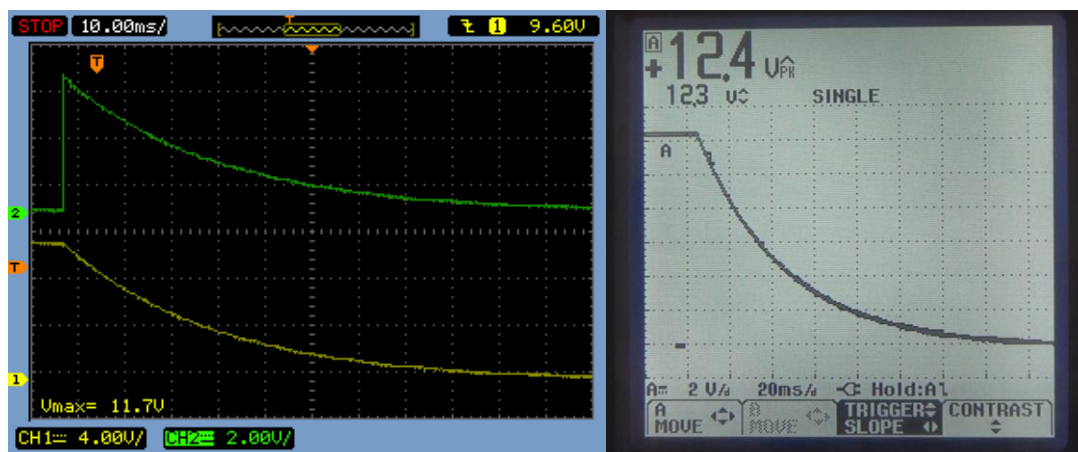 STOP 10.00ms/ 1 9.60V
T
2
T
1
Vmax= 11.7V
CH1 4.00V/ CH2 2.00V/
A
+12.4 VPK
12.3 V SINGLE
A
A 2 V/d 20ms/d Hold:A1
A MOVE
B MOVE
TRIGGER SLOPE
CONTRAST